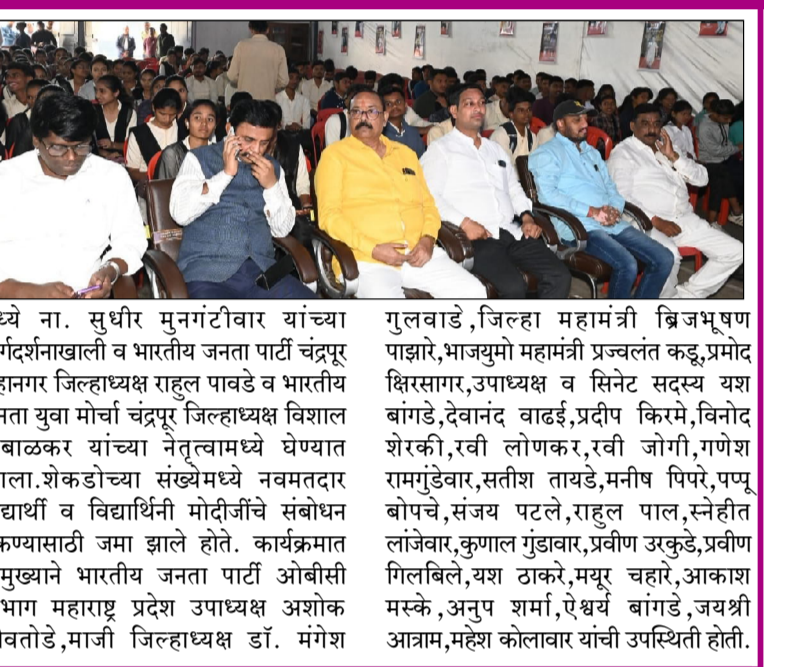 ध्ये ना. सुधीर मुनगंटीवार यांच्या
र्गदर्शनाखाली व भारतीय जनता पार्टी चंद्रपूर
हानगर जिल्हाध्यक्ष राहुल पावडे व भारतीय
नता युवा मोर्चा चंद्रपूर जिल्हाध्यक्ष विशाल
बाळकर यांच्या नेतृत्वामध्ये घेण्यात
ला.शेकडोच्या संख्येमध्ये नवमतदार
द्यार्थी व विद्यार्थिनी मोदीजींचे संबोधन
कण्यासाठी जमा झाले होते. कार्यक्रमात
मुख्याने भारतीय जनता पार्टी ओबीसी
भाग महाराष्ट्र प्रदेश उपाध्यक्ष अशोक
वतोडे,माजी जिल्हाध्यक्ष डॉ. मंगेश
गुलवाडे,जिल्हा महामंत्री ब्रिजभूषण
पाझारे,भाजयुमो महामंत्री प्रज्वलंत कडू,प्रमोद
क्षिरसागर,उपाध्यक्ष व सिनेट सदस्य यश
बांगडे,देवानंद वाढई,प्रदीप किरमे,विनोद
शेरकी,रवी लोणकर,रवी जोगी,गणेश
रामगुंडेवार,सतीश तायडे,मनीष पिपरे,पप्पू
बोपचे,संजय पटले,राहुल पाल,स्नेहीत
लांजेवार,कुणाल गुंडावार,प्रवीण उरकुडे,प्रवीण
गिलबिले,यश ठाकरे,मयूर चहारे,आकाश
मस्के,अनुप शर्मा,ऐश्वर्य बांगडे,जयश्री
आत्राम,महेश कोलावार यांची उपस्थिती होती.